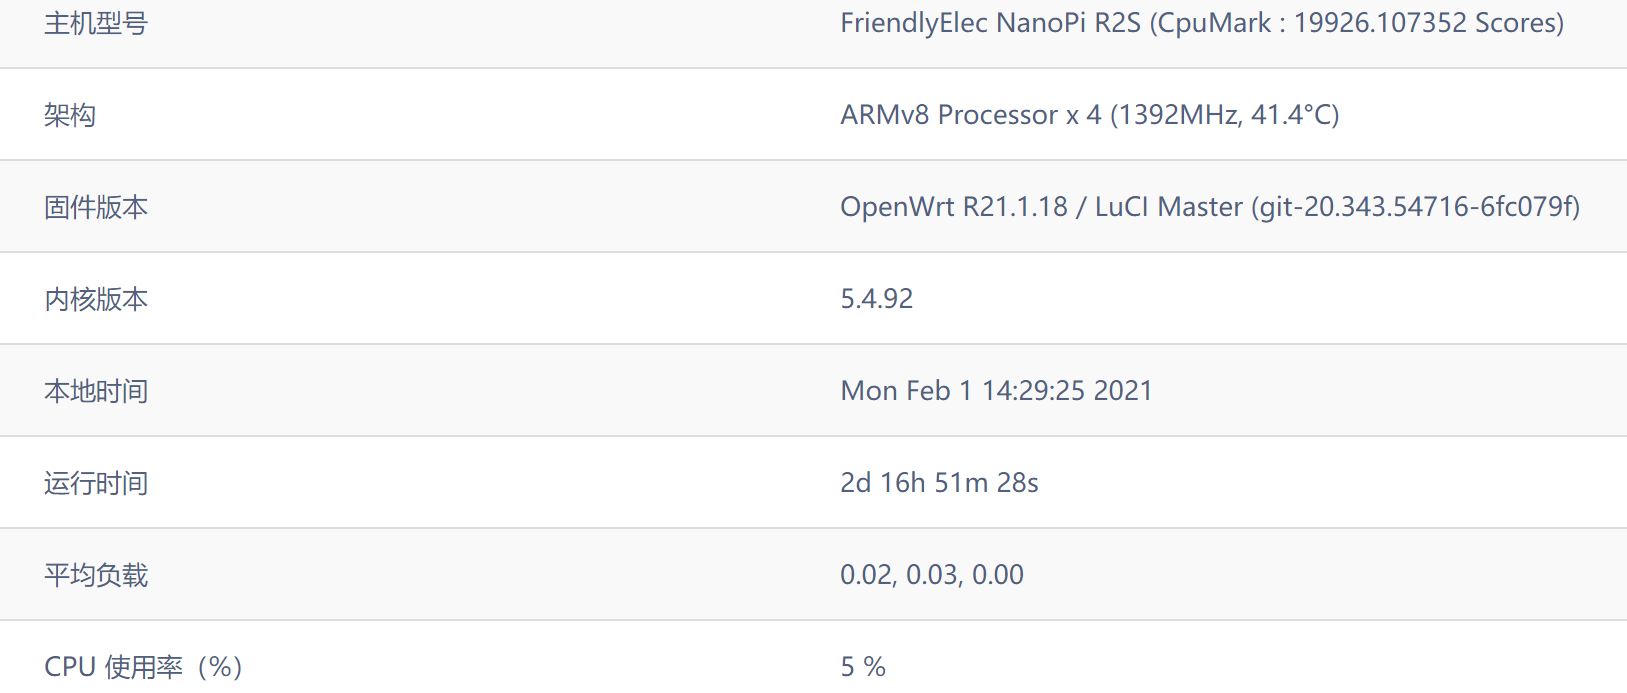 主机型号 FriendlyElec NanoPi R2S (CpuMark : 19926.107352 Scores)
架构 ARMv8 Processor x 4 (1392MHz, 41.4°C)
固件版本 OpenWrt R21.1.18 / LuCI Master (git-20.343.54716-6fc079f)
内核版本 5.4.92
本地时间 Mon Feb 1 14:29:25 2021
运行时间 2d 16h 51m 28s
平均负载 0.02, 0.03, 0.00
CPU 使用率（%） 5 %